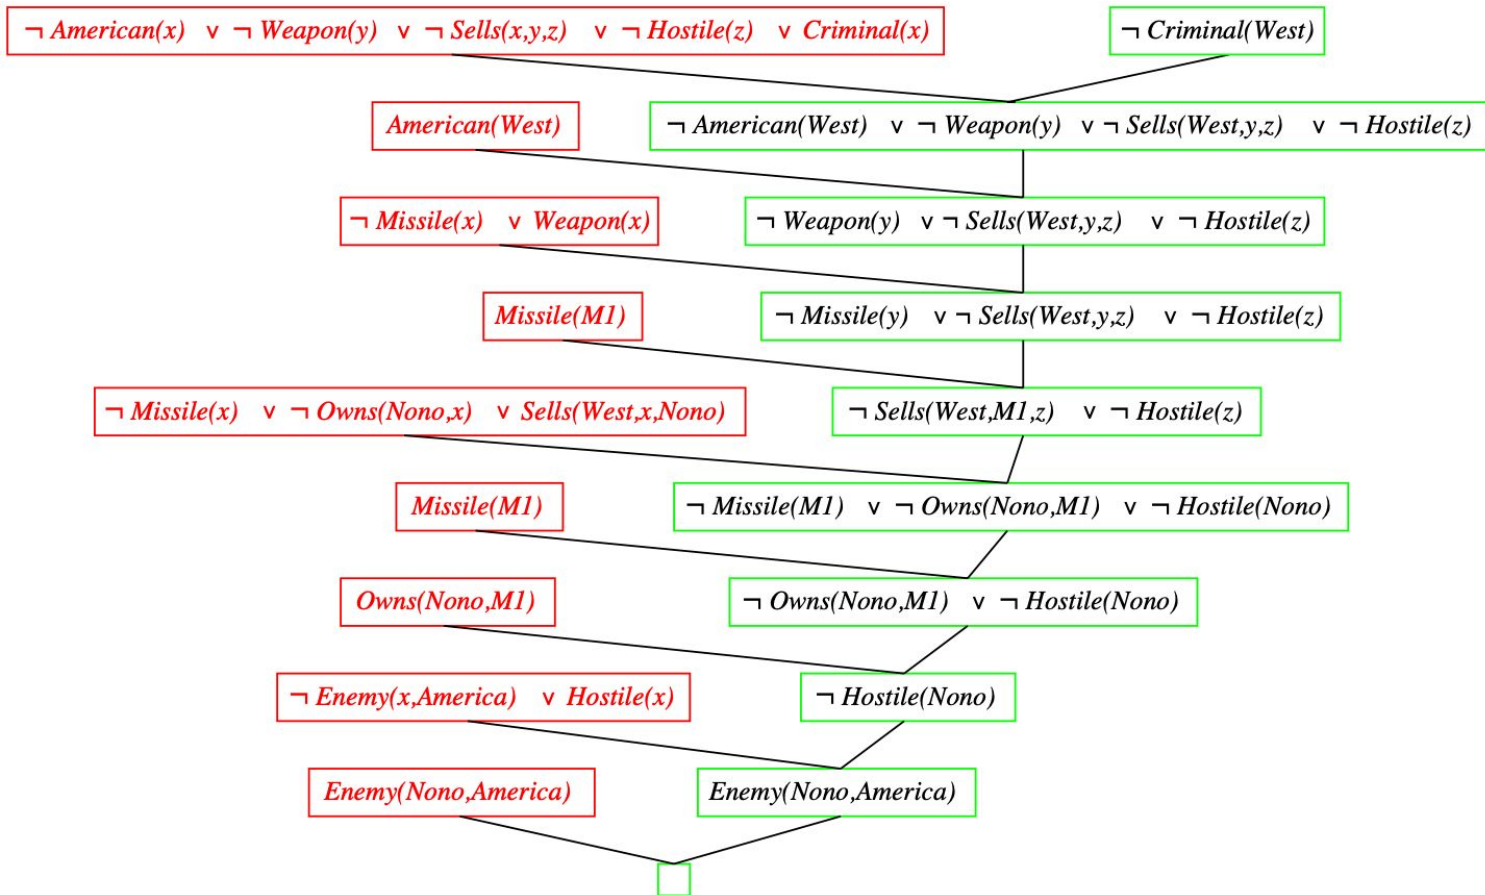 ¬ American(x) ∨ ¬ Weapon(y) ∨ ¬ Sells(x,y,z) ∨ ¬ Hostile(z) ∨ Criminal(x) ¬ Criminal(West)
American(West) ¬ American(West) ∨ ¬ Weapon(y) ∨ ¬ Sells(West,y,z) ∨ ¬ Hostile(z)
¬ Missile(x) ∨ Weapon(x) ¬ Weapon(y) ∨ ¬ Sells(West,y,z) ∨ ¬ Hostile(z)
Missile(M1) ¬ Missile(y) ∨ ¬ Sells(West,y,z) ∨ ¬ Hostile(z)
¬ Missile(x) ∨ ¬ Owns(Nono,x) ∨ Sells(West,x,Nono) ¬ Sells(West,M1,z) ∨ ¬ Hostile(z)
Missile(M1) ¬ Missile(M1) ∨ ¬ Owns(Nono,M1) ∨ ¬ Hostile(Nono)
Owns(Nono,M1) ¬ Owns(Nono,M1) ∨ ¬ Hostile(Nono)
¬ Enemy(x,America) ∨ Hostile(x) ¬ Hostile(Nono)
Enemy(Nono,America) Enemy(Nono,America)